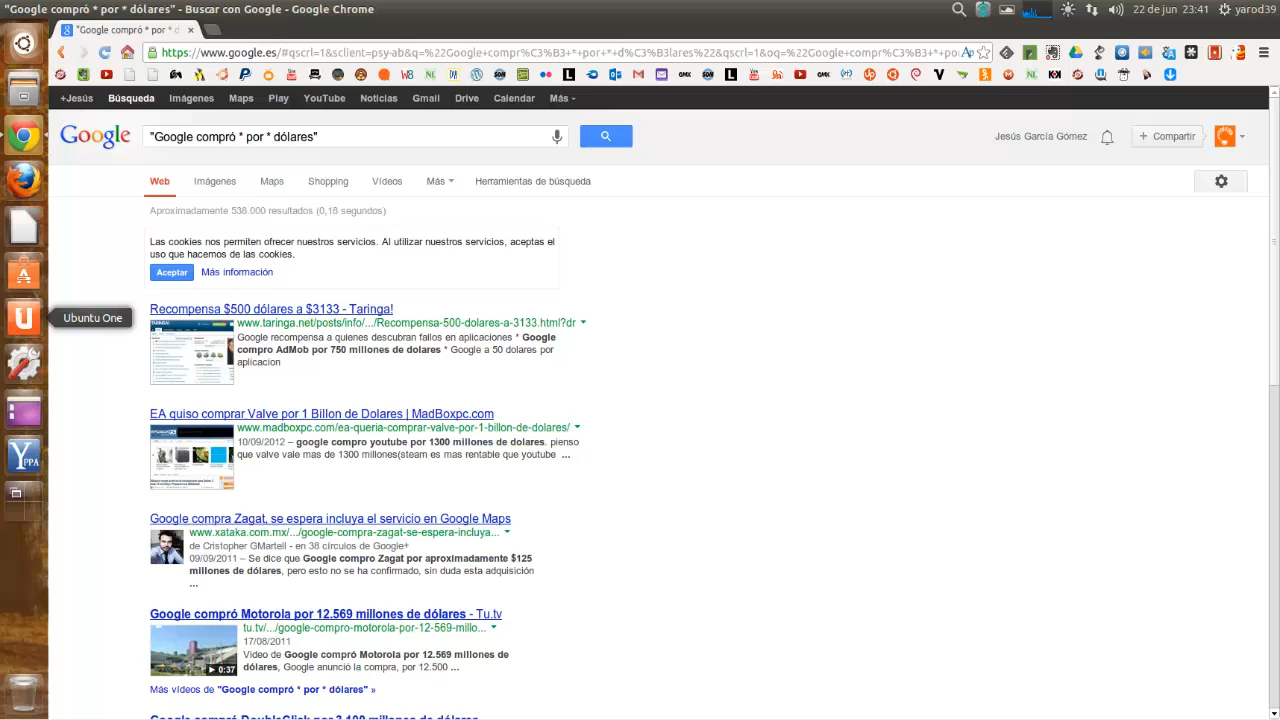 "Google compró * por * dólares" - Buscar con Google - Google Chrome
22 de jun 23:41 yarod39
"Google compró * por * d
https://www.google.es/#qscrl=1&sclient=psy-ab&q=%22Google+compr%C3%B3+*+por+*+d%C3%B3lares%22&qscrl=1&oq=%22Google+compr%C3%B3+*+po
+Jesús Búsqueda Imágenes Maps Play YouTube Noticias Gmail Calendar Más
Google "Google compró * por * dólares" Jesús García Gómez + Compartir
Web Imágenes Maps Shopping Vídeos Más Herramientas de búsqueda
Aproximadamente 538.000 resultados (0,18 segundos)
Las cookies nos permiten ofrecer nuestros servicios. Al utilizar nuestros servicios, aceptas el
uso que hacemos de las cookies.
Aceptar Más información
Ubuntu One
Recompensa $500 dólares a $3133 - Taringa!
www.taringa.net/posts/info/.../Recompensa-500-dolares-a-3133.html?dr
Google recompensa a quienes descubran fallos en aplicaciones * Google
compro AdMob por 750 millones de dolare * Google a 50 dolares por
aplicacion
EA quiso comprar Valve por 1 Billon de Dolares | MadBoxpc.com
www.madboxpc.com/ea-queria-comprar-valve-por-1-billon-de-dolares/
10/09/2012 – google compro youtube por 1300 millones de dolares. pienso
que valve vale mas de 1300 millones(steam es mas rentable que youtube ...
Google compra Zagat, se espera incluya el servicio en Google Maps
www.xataka.com.mx/.../google-compra-zagat-se-espera-incluya...
de Cristopher GMartell - en 38 círculos de Google+
09/09/2011 – Se dice que Google compro Zagat por aproximadamente $125
millones de dólares, pero esto no se ha confirmado, sin duda esta adquisición
...
Google compró Motorola por 12.569 millones de dólares - Tu.tv
tu.tv/.../google-compro-motorola-por-12-569-millo...
17/08/2011
0:37
Video de Google compró Motorola por 12.569 millones de
dólares, Google anunció la compra, por 12.500 ...
Más vídeos de "Google compró * por * dólares" »
Google compró DoubleClick por 3.100 millones de dólares